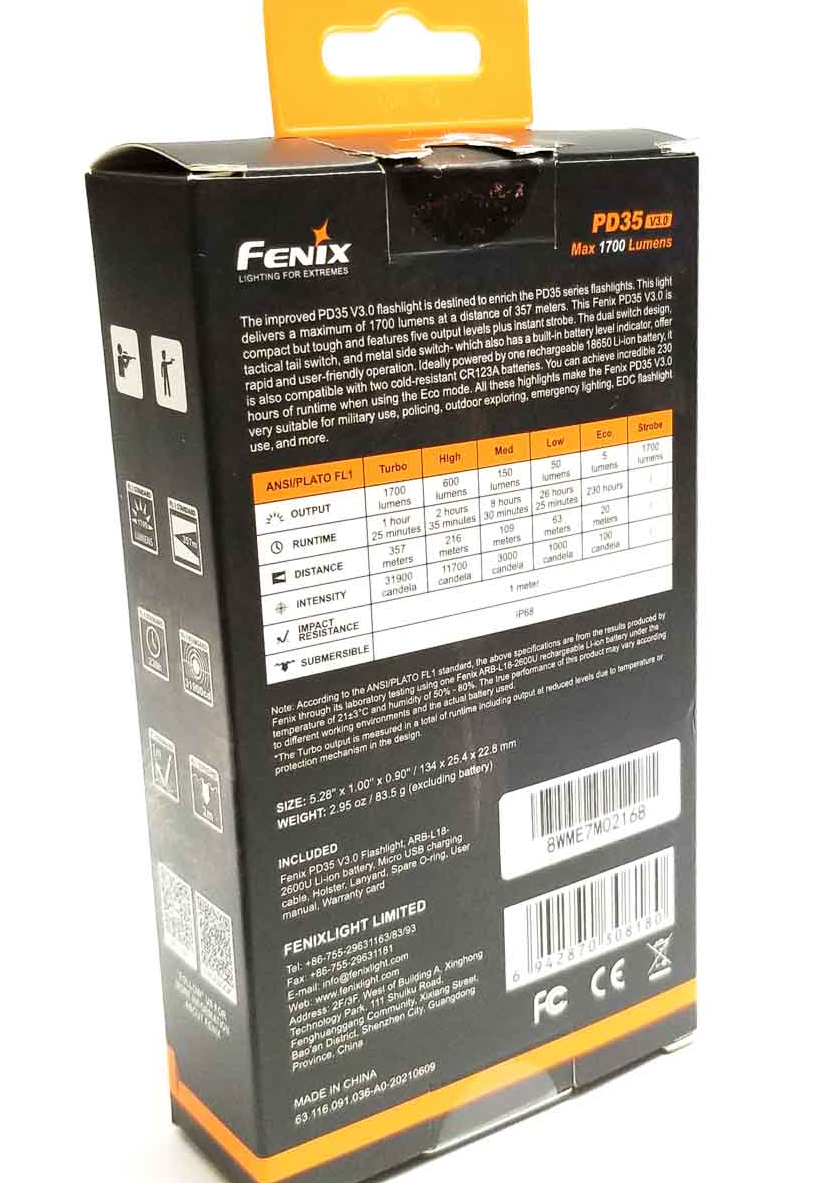 FENIX
LIGHTING FOR EXTREMES
PD35 V3.0
Max 1700 Lumens
The improved PD35 V3.0 flashlight is destined to enrich the PD35 series flashlights. This light
delivers a maximum of 1700 lumens at a distance of 357 meters. This Fenix PD35 V3.0 is
compact but tough and features five output levels plus instant strobe. The dual switch design,
tactical tail switch, and metal side switch- which also has a built-in battery level indicator, offer
rapid and user-friendly operation. Ideally powered by one rechargeable 18650 Li-ion battery, it
is also compatible with two cold-resistant CR123A batteries. You can achieve incredible 230
hours of runtime when using the Eco mode. All these highlights make the Fenix PD35 V3.0
very suitable for military use, policing, outdoor exploring, emergency lighting, EDC flashlight
use, and more.
ANSI/PLATO FL1 Turbo High Med Low Eco Strobe
OUTPUT 1700 lumens 600 lumens 150 lumens 50 lumens 5 lumens 1700 lumens
RUNTIME 1 hour 25 minutes 2 hours 35 minutes 8 hours 30 minutes 26 hours 25 minutes 230 hours /
DISTANCE 357 meters 216 meters 109 meters 63 meters 20 meters /
INTENSITY 31900 candela 11700 candela 3000 candela 1000 candela 100 candela /
IMPACT RESISTANCE 1 meter
SUBMERSIBLE IP68
Note: According to the ANSI/PLATO FL1 standard, the above specifications are from the results produced by
Fenix through its laboratory testing using one Fenix ARB-L18-2600U rechargeable Li-ion battery under the
temperature of 21±3°C and humidity of 50% - 80%. The true performance of this product may vary according
to different working environments and the actual battery used.
*The Turbo output is measured in a total of runtime including output at reduced levels due to temperature or
protection mechanism in the design.
SIZE: 5.28" x 1.00" x 0.90" / 134 x 25.4 x 22.8 mm
WEIGHT: 2.95 oz / 83.5 g (excluding battery)
INCLUDED
Fenix PD35 V3.0 Flashlight, ARB-L18-
2600U Li-ion battery, Micro USB charging
cable, Holster, Lanyard, Spare O-ring, User
manual, Warranty card
8WME7M02168
FENIXLIGHT LIMITED
Tel: +86-755-29631163/83/93
Fax: +86-755-29631181
E-mail: info@fenixlight.com
Web: www.fenixlight.com
Address: 2F/3F, West of Building A, Xinghong
Technology Park, 111 Shuiku Road,
Fenghuanggang Community, Xixiang Street,
Bao'an District, Shenzhen City, Guangdong
Province, China
6 942870 308180
FC CE
MADE IN CHINA
63.116.091.036-A0-20210609
FL 1 STANDARD
LUMENS
FL 1 STANDARD
357m
FOLLOW US FOR
MORE INFORMATION
ABOUT FENIX